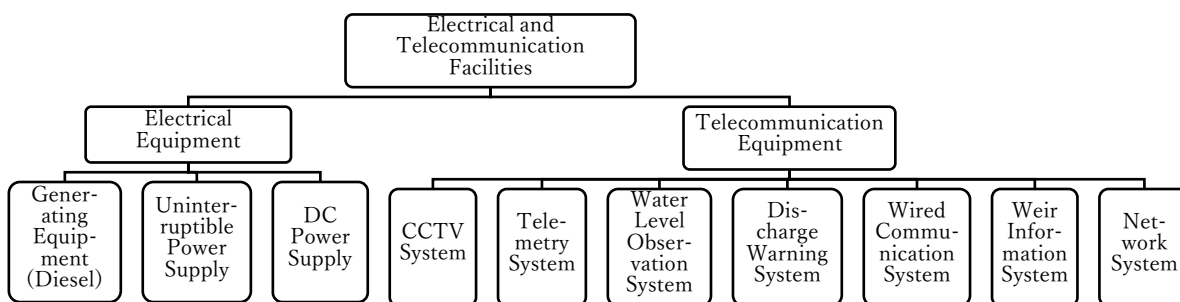 Electrical and
Telecommunication
Facilities
Electrical
Equipment
Telecommunication
Equipment
Gener-
ating
Equip-
ment
(Diesel)
Uninter-
ruptible
Power
Supply
DC
Power
Supply
CCTV
System
Tele-
metry
System
Water
Level
Obser-
vation
System
Dis-
charge
Warning
System
Wired
Commu-
nication
System
Weir
Infor-
mation
System
Net-
work
System